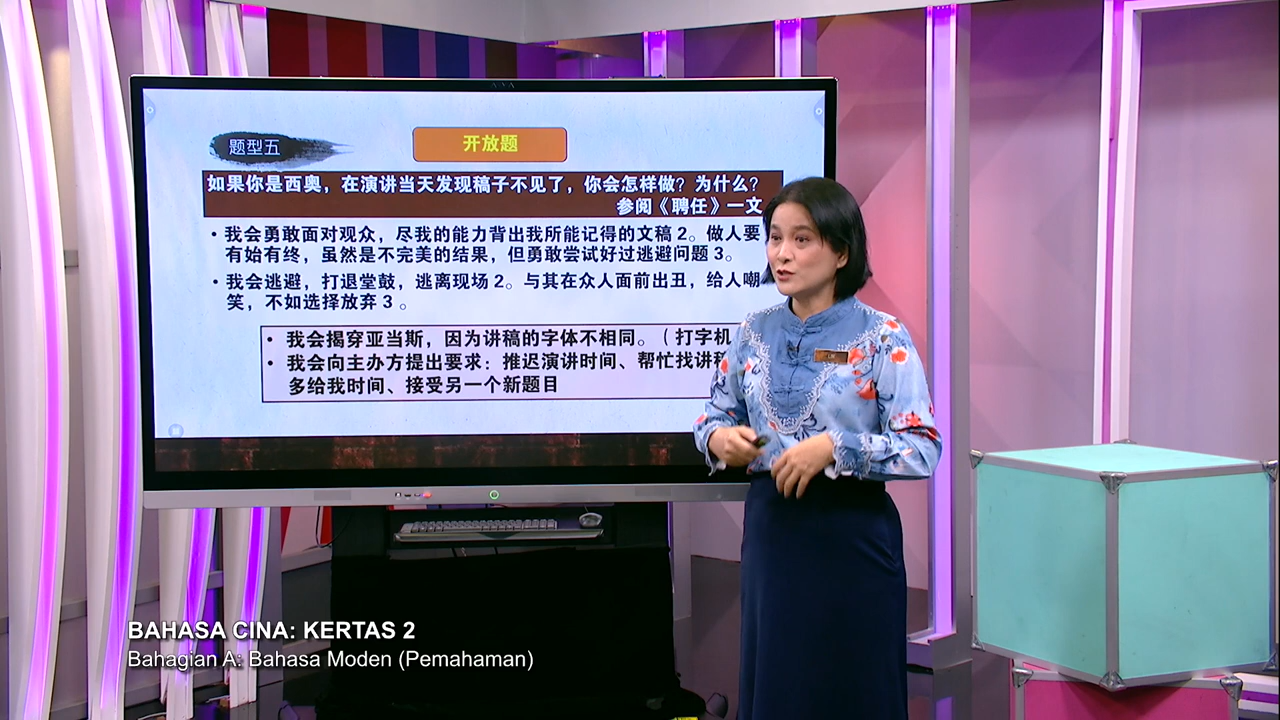 题型五
开放题
如果你是西奥，在演讲当天发现稿子不见了，你会怎样做？为什么？
参阅《聘任》一文
• 我会勇敢面对观众，尽我的能力背出我所能记得的文稿 2。做人要
有始有终，虽然是不完美的结果，但勇敢尝试好过逃避问题 3。
• 我会逃避，打退堂鼓，逃离现场 2。与其在众人面前出丑，给人嘲
笑，不如选择放弃 3 。
• 我会揭穿亚当斯，因为讲稿的字体不相同。（ 打字机
• 我会向主办方提出要求：推迟演讲时间、帮忙找讲
多给我时间、接受另一个新题目
BAHASA CINA: KERTAS 2
Bahagian A: Bahasa Moden (Pemahaman)